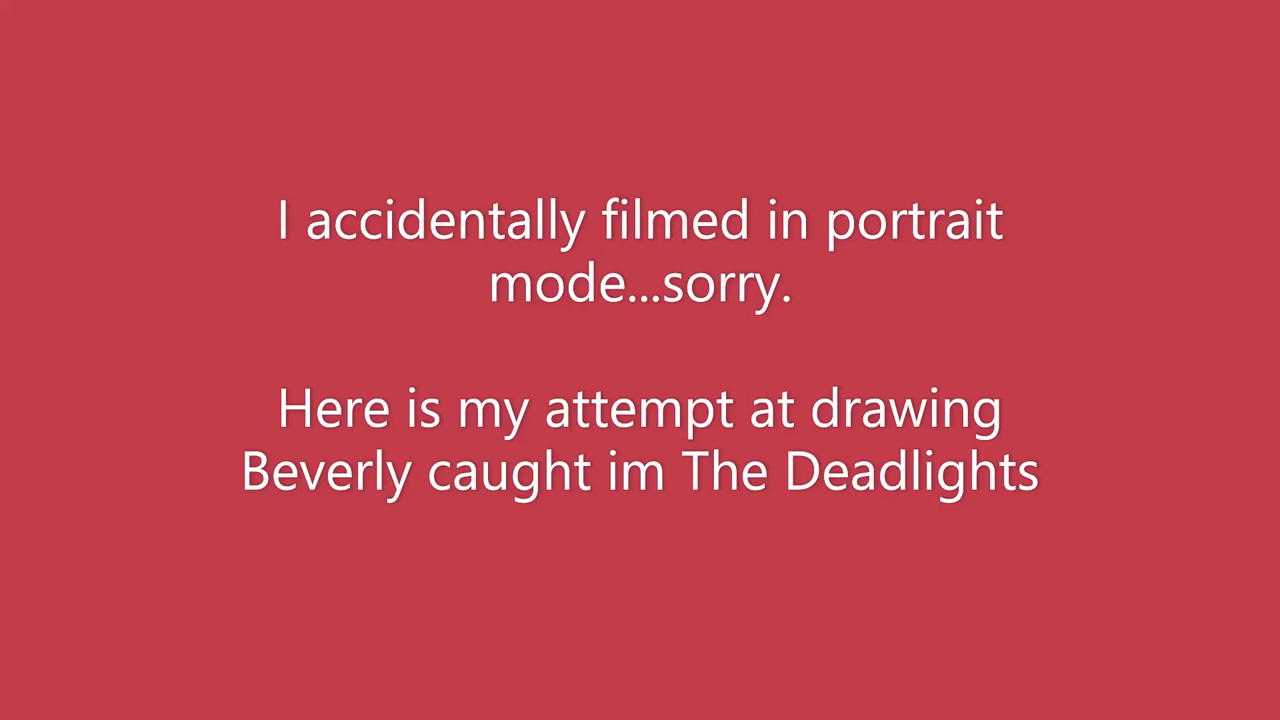 I accidentally filmed in portrait
mode...sorry.
Here is my attempt at drawing
Beverly caught im The Deadlights